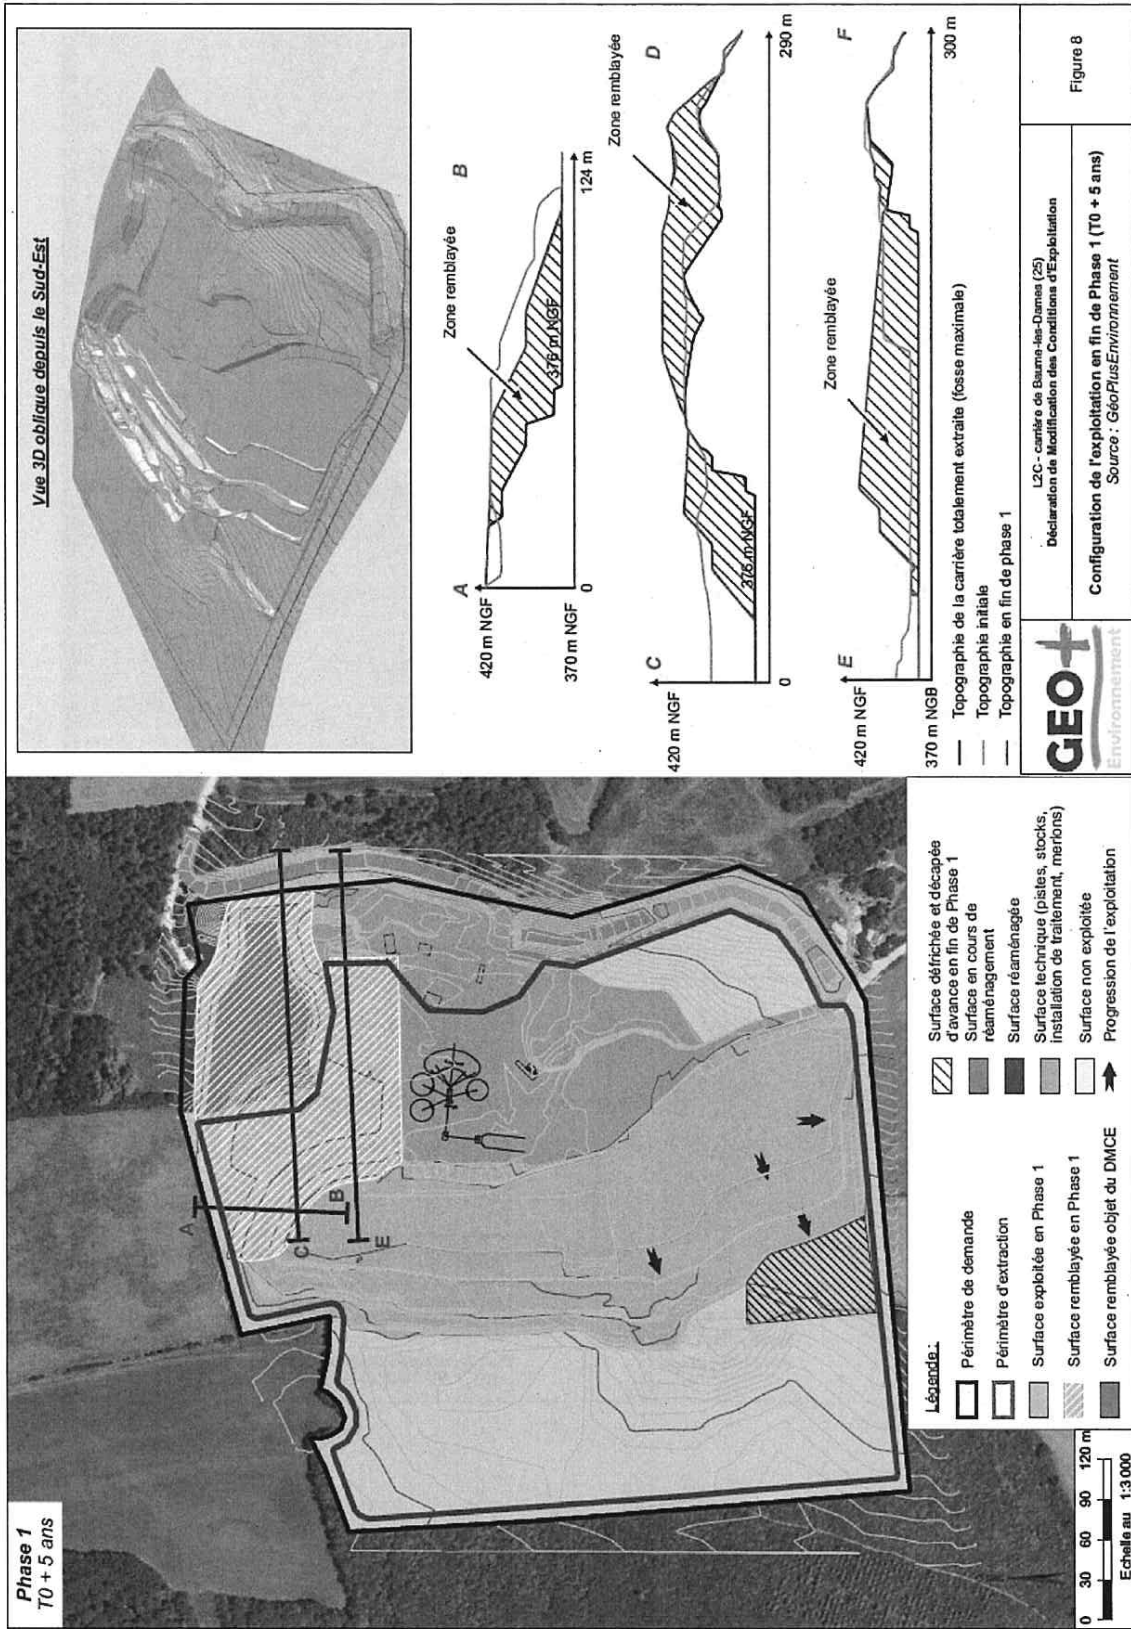 Phase 1
T0 + 5 ans
A
B
C
E
Légende :
Périmètre de demande
Périmètre d'extraction
Surface exploitée en Phase 1
Surface remblayée en Phase 1
Surface remblayée objet du DMCE
Surface défrichée et décapée
d'avance en fin de Phase 1
Surface en cours de
réaménagement
Surface réaménagée
Surface technique (pistes, stocks,
installation de traitement, merlons)
Surface non exploitée
Progression de l'exploitation
0 30 60 90 120 m
Echelle au 1:3 000
Vue 3D oblique depuis le Sud-Est
A
B
420 m NGF
370 m NGF
Zone remblayée
376 m NGF
0
124 m
C
D
420 m NGF
Zone remblayée
375 m NGF
0
290 m
E
F
420 m NGF
370 m NGB
Zone remblayée
300 m
Topographie de la carrière totalement extraite (fosse maximale)
Topographie initiale
Topographie en fin de phase 1
GEO+
Environnement
L2C - carrière de Baume-les-Dames (25)
Déclaration de Modification des Conditions d'Exploitation
Configuration de l'exploitation en fin de Phase 1 (T0 + 5 ans)
Source : GéoPlusEnvironnement
Figure 8